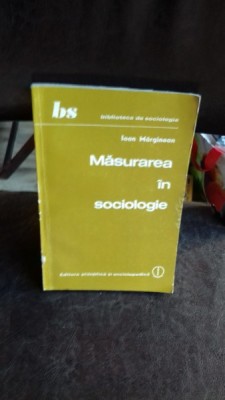 bs
biblioteca de sociologie
Ioan Mărginean
Măsurarea
în
sociologie
Editura științifică și enciclopedică